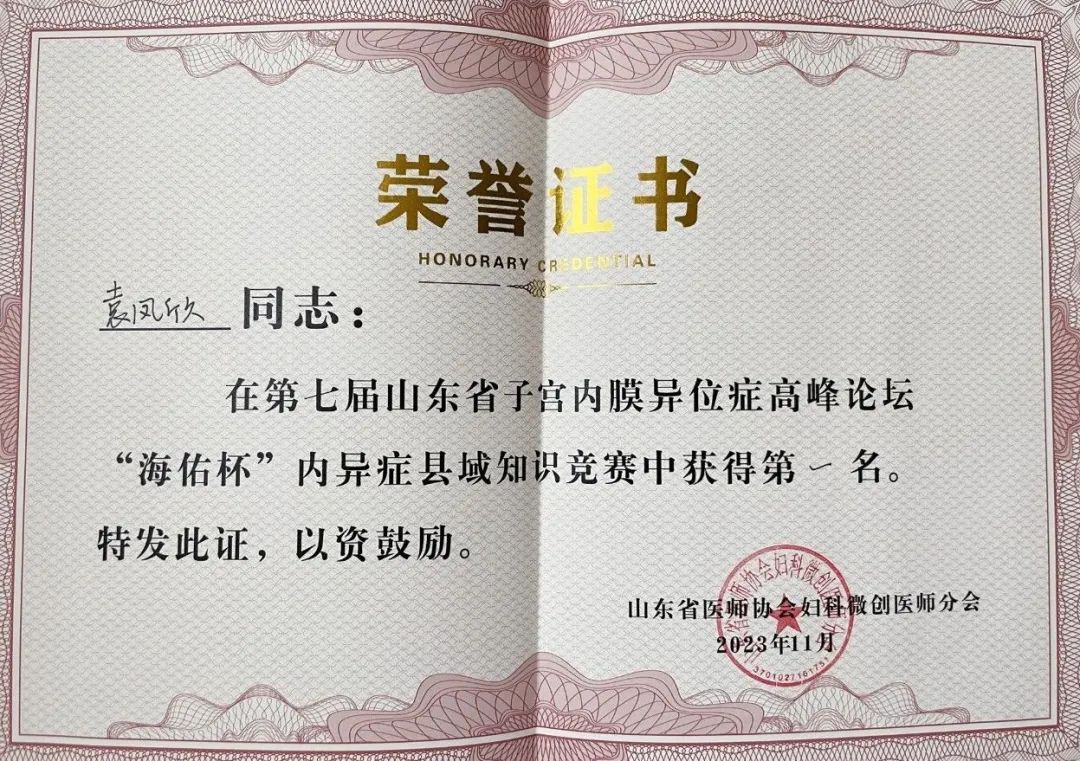 荣誉证书
HONORARY CREDENTIAL
袁凤欣 同志：
在第七届山东省子宫内膜异位症高峰论坛
“海佑杯”内异症县域知识竞赛中获得第一名。
特发此证，以资鼓励。
山东省医师协会妇科微创医师分会
2023年11月
3701027161751